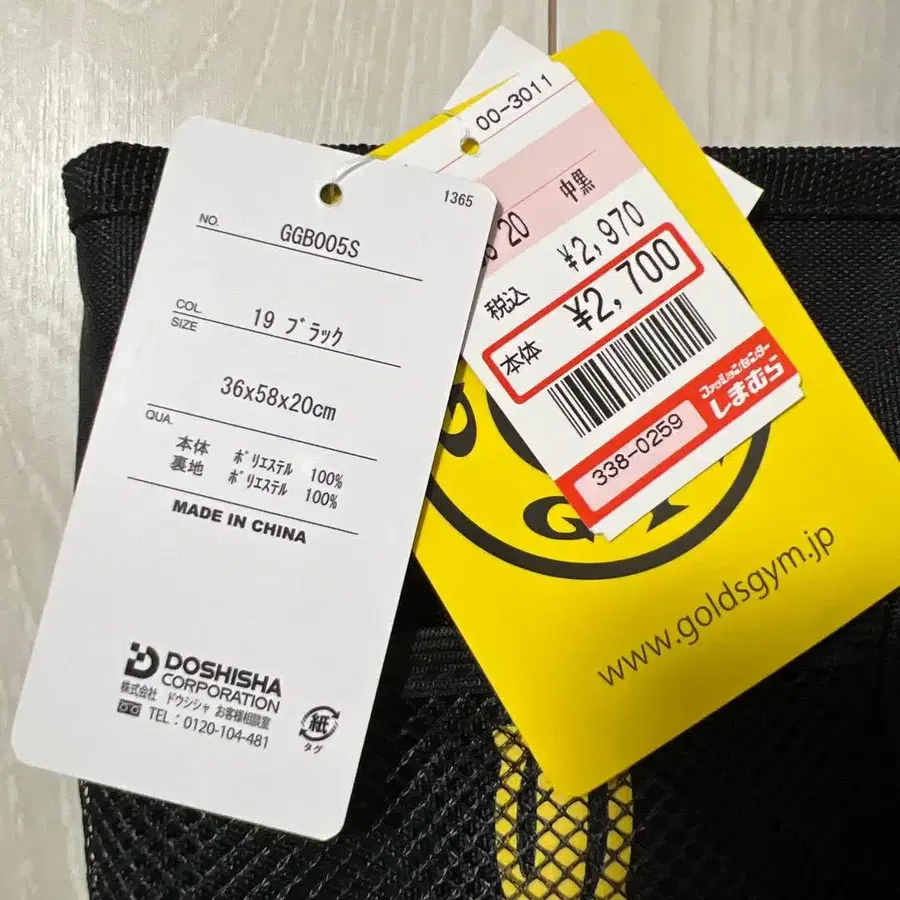 1365
NO. GGB005S
COL. 19 ブラック
SIZE
36x58x20cm
QUA.
本体 ポリエステル 100%
裏地 ポリエステル 100%
MADE IN CHINA
DOSHISHA
CORPORATION
株式会社 ドウシシャ お客様相談室
TEL：0120-104-481
紙
タグ
00-3011
20 中黒
税込 ¥2,970
本体 ¥2,700
338-0259
ファッションセンター
しまむら
G Y
www.goldsgym.jp